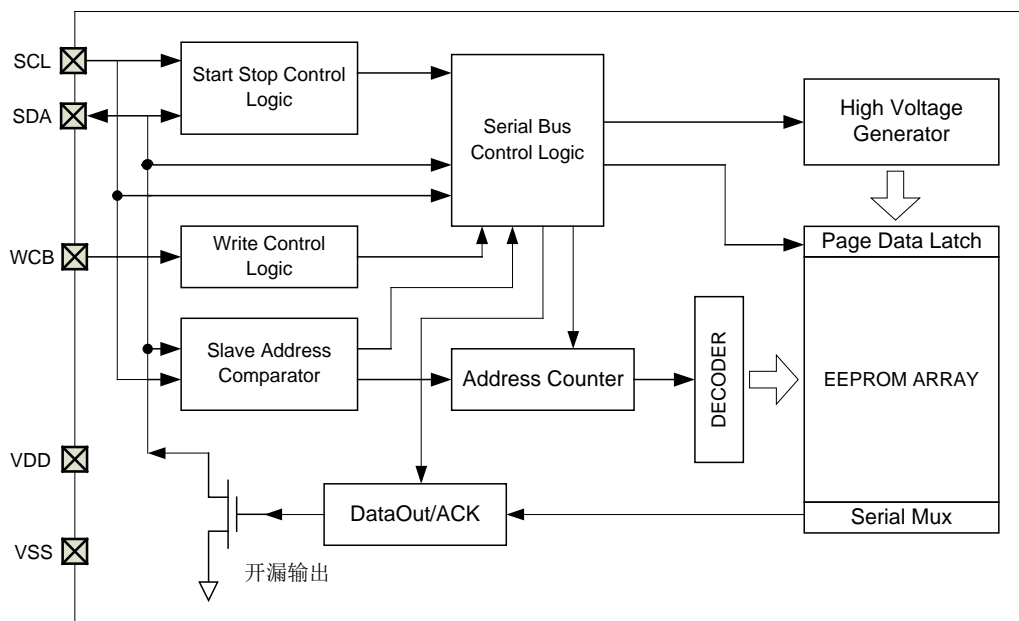 SCL
SDA
Start Stop Control
Logic
Serial Bus
Control Logic
High Voltage
Generator
WCB
Write Control
Logic
Page Data Latch
Slave Address
Comparator
Address Counter
DECODER
EEPROM ARRAY
VDD
DataOut/ACK
Serial Mux
VSS
开漏输出